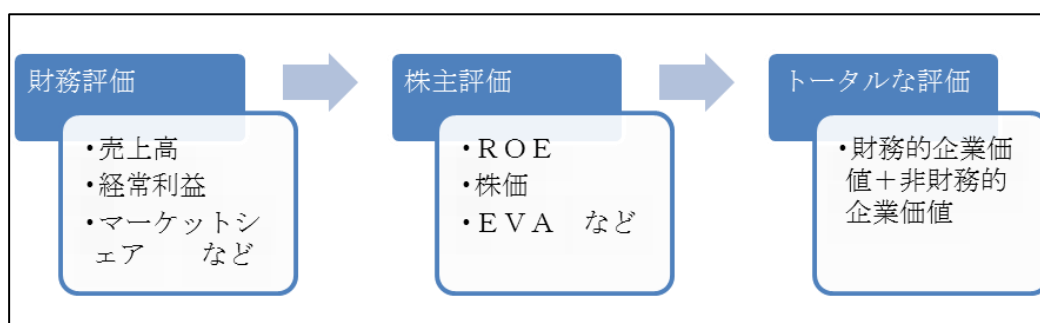 財務評価
・売上高
・経常利益
・マーケットシ
ェア　　など
株主評価
・ＲＯＥ
・株価
・ＥＶＡ　など
トータルな評価
・財務的企業価
値＋非財務的
企業価値